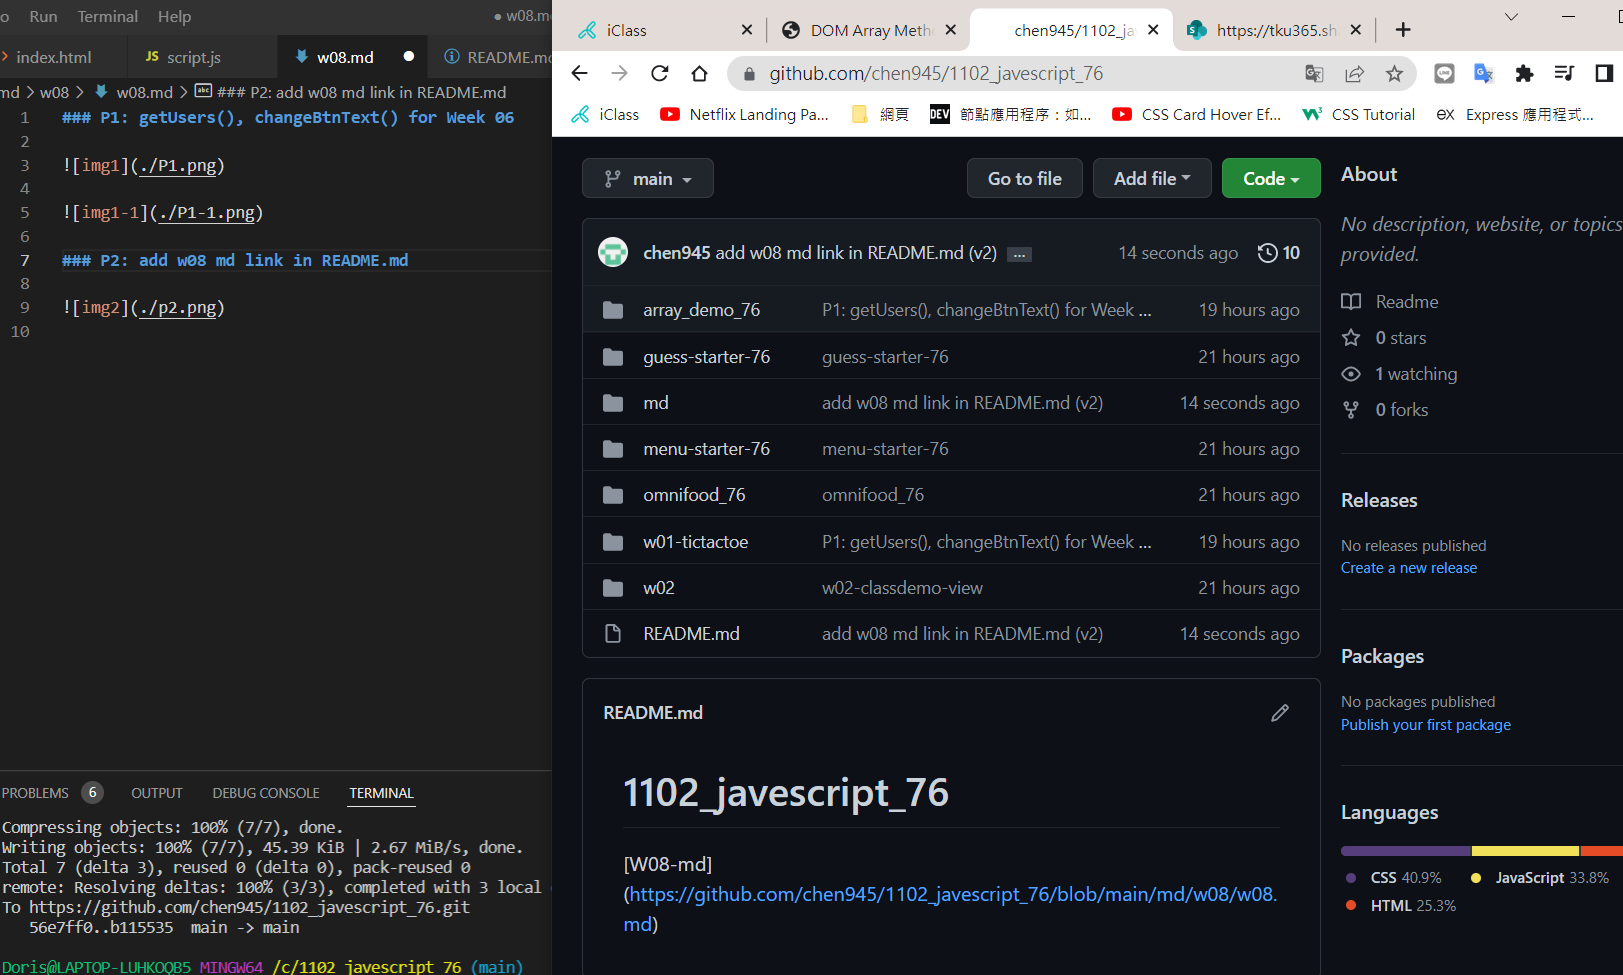 o Run Terminal Help
● w08.m
index.html
JS script.js
w08.md
README.m
md > w08 > w08.md > ### P2: add w08 md link in README.md
1 ### P1: getUsers(), changeBtnText() for Week 06
2
3 ![img1](./P1.png)
4
5 ![img1-1](./P1-1.png)
6
7 ### P2: add w08 md link in README.md
8
9 ![img2](./p2.png)
10
PROBLEMS 6 OUTPUT DEBUG CONSOLE TERMINAL
Compressing objects: 100% (7/7), done.
Writing objects: 100% (7/7), 45.39 KiB | 2.67 MiB/s, done.
Total 7 (delta 3), reused 0 (delta 0), pack-reused 0
remote: Resolving deltas: 100% (3/3), completed with 3 local
To https://github.com/chen945/1102_javescript_76.git
56e7ff0..b115535 main -> main
Doris@LAPTOP-LUHKOQB5 MINGW64 /c/1102_javescript_76 (main)
iClass
DOM Array Meth
chen945/1102_ja
https://tku365.sh
github.com/chen945/1102_javescript_76
iClass
Netflix Landing Pa...
網頁
DEV 節點應用程序：如...
CSS Card Hover Ef...
CSS Tutorial
ex Express 應用程式...
main
Go to file
Add file
Code
chen945 add w08 md link in README.md (v2) ... 14 seconds ago 10
array_demo_76 P1: getUsers(), changeBtnText() for Week ... 19 hours ago
guess-starter-76 guess-starter-76 21 hours ago
md add w08 md link in README.md (v2) 14 seconds ago
menu-starter-76 menu-starter-76 21 hours ago
omnifood_76 omnifood_76 21 hours ago
w01-tictactoe P1: getUsers(), changeBtnText() for Week ... 19 hours ago
w02 w02-classdemo-view 21 hours ago
README.md add w08 md link in README.md (v2) 14 seconds ago
README.md
1102_javescript_76
[W08-md]
(https://github.com/chen945/1102_javescript_76/blob/main/md/w08/w08.
md)
About
No description, website, or topics
provided.
Readme
0 stars
1 watching
0 forks
Releases
No releases published
Create a new release
Packages
No packages published
Publish your first package
Languages
CSS 40.9% JavaScript 33.8%
HTML 25.3%